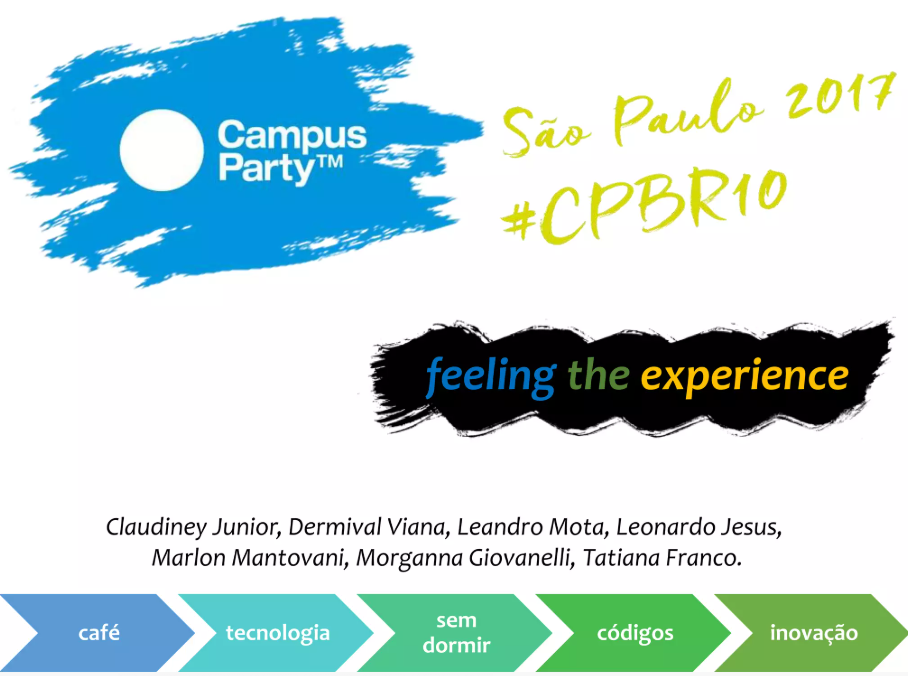 Campus
Party™
São Paulo 2017
#CPBR10
feeling the experience
Claudiney Junior, Dermival Viana, Leandro Mota, Leonardo Jesus,
Marlon Mantovani, Morganna Giovanelli, Tatiana Franco.
café
tecnologia
sem
dormir
códigos
inovação